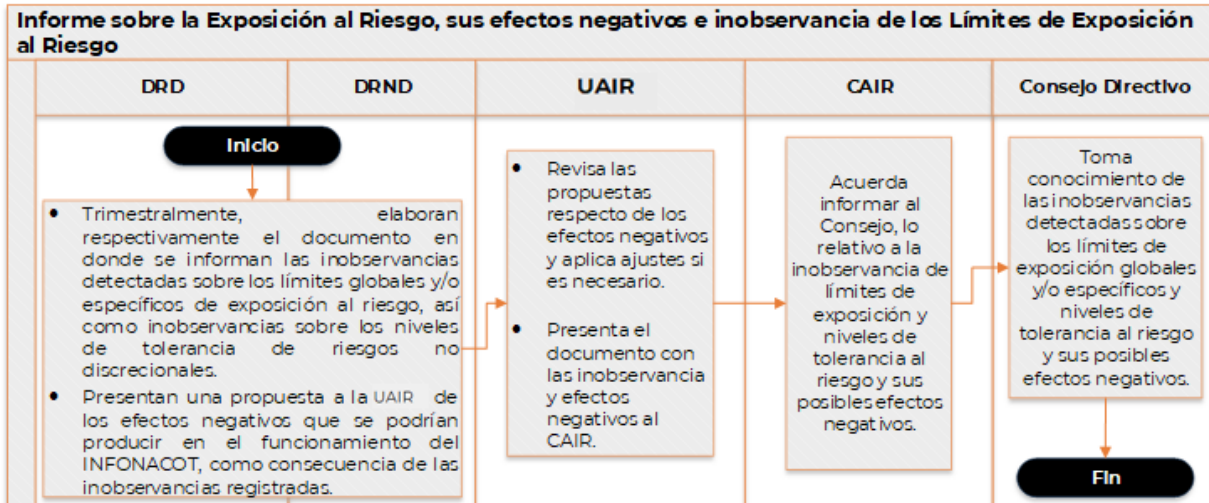 Informe sobre la Exposición al Riesgo, sus efectos negativos e inobservancia de los Límites de Exposición
al Riesgo
DRD
DRND
UAIR
CAIR
Consejo Directivo
Inicio
• Trimestralmente, elaboran
respectivamente el documento en
donde se informan las inobservancias
detectadas sobre los límites globales y/o
específicos de exposición al riesgo, así
como inobservancias sobre los niveles
de tolerancia de riesgos no
discrecionales.
• Presentan una propuesta a la UAIR de
los efectos negativos que se podrían
producir en el funcionamiento del
INFONACOT, como consecuencia de las
inobservancias registradas.
• Revisa las
propuestas
respecto de los
efectos negativos
y aplica ajustes si
es necesario.
• Presenta el
documento con
las inobservancia
y efectos
negativos al
CAIR.
Acuerda
informar al
Consejo, lo
relativo a la
inobservancia de
límites de
exposición y
niveles de
tolerancia al
riesgo y sus
posibles efectos
negativos.
Toma
conocimiento de
las inobservancias
detectadas sobre
los límites de
exposición globales
y/o específicos y
niveles de
tolerancia al riesgo
y sus posibles
efectos negativos.
Fin